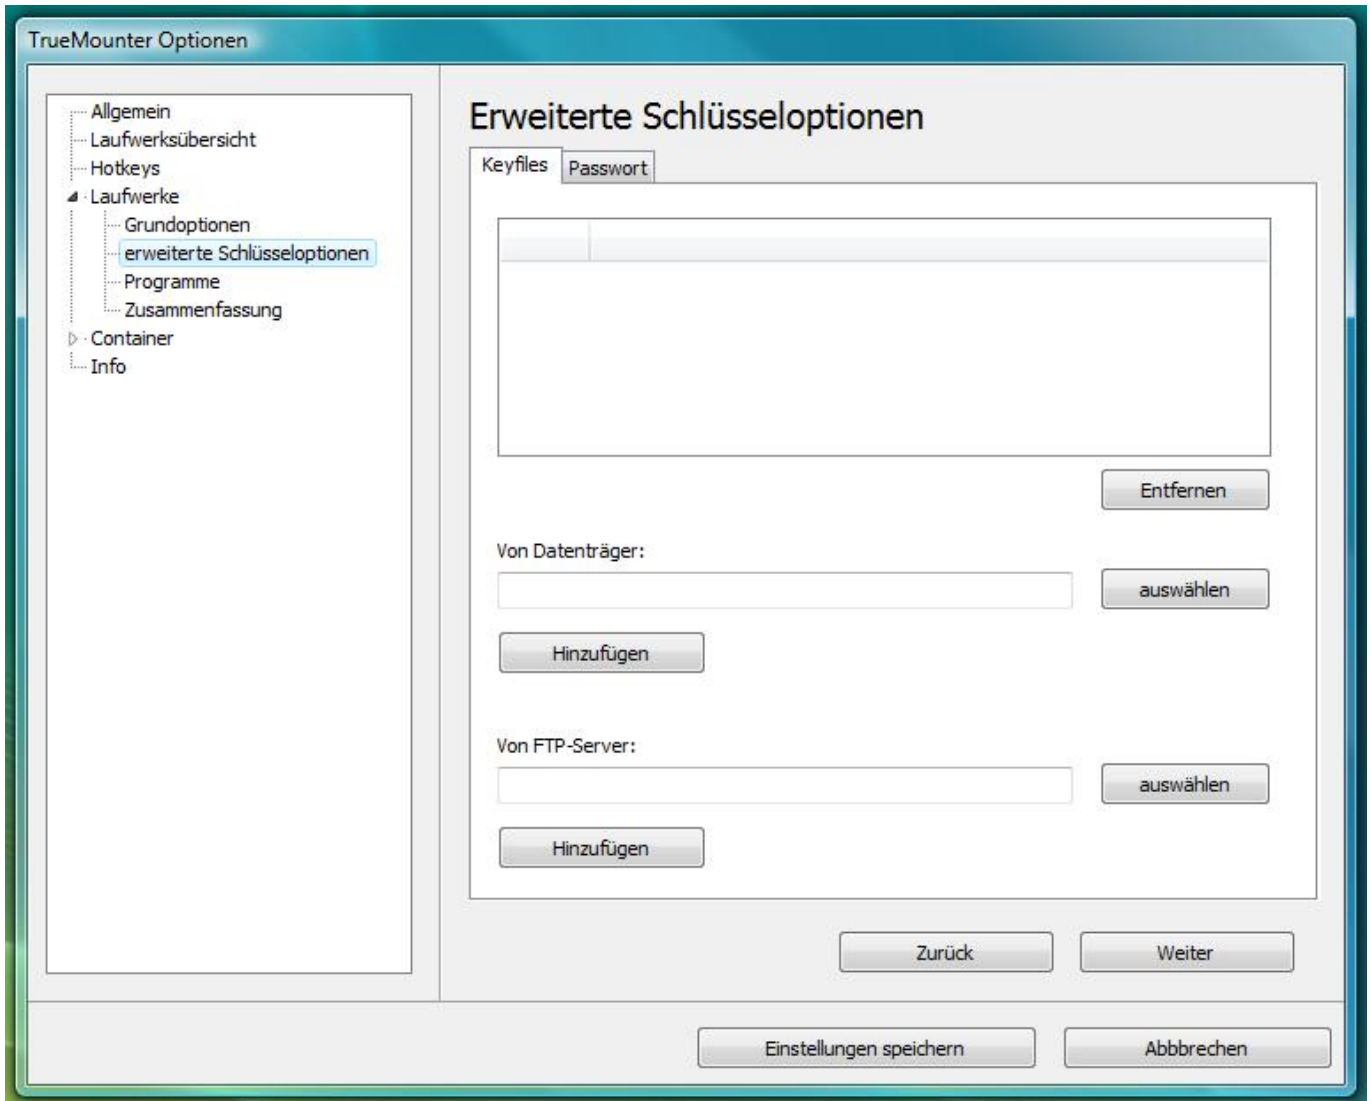 TrueMounter Optionen
Allgemein
Laufwerksübersicht
Hotkeys
Laufwerke
Grundoptionen
erweiterte Schlüsseloptionen
Programme
Zusammenfassung
Container
Info
Erweiterte Schlüsseloptionen
Keyfiles Passwort
Entfernen
Von Datenträger:
auswählen
Hinzufügen
Von FTP-Server:
auswählen
Hinzufügen
Zurück Weiter
Einstellungen speichern Abbbrechen